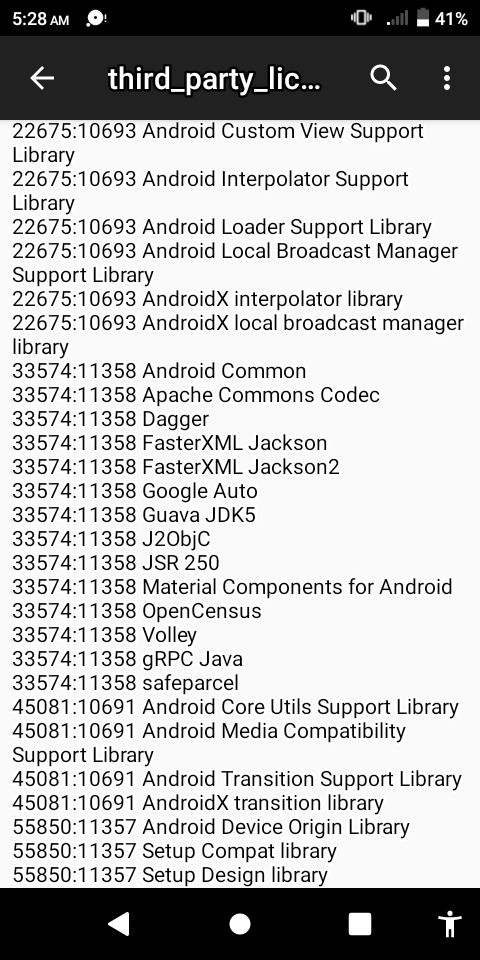 5:28 AM
41%
third_party_lic...
22675:10693 Android Custom View Support
Library
22675:10693 Android Interpolator Support
Library
22675:10693 Android Loader Support Library
22675:10693 Android Local Broadcast Manager
Support Library
22675:10693 AndroidX interpolator library
22675:10693 AndroidX local broadcast manager
library
33574:11358 Android Common
33574:11358 Apache Commons Codec
33574:11358 Dagger
33574:11358 FasterXML Jackson
33574:11358 FasterXML Jackson2
33574:11358 Google Auto
33574:11358 Guava JDK5
33574:11358 J2ObjC
33574:11358 JSR 250
33574:11358 Material Components for Android
33574:11358 OpenCensus
33574:11358 Volley
33574:11358 gRPC Java
33574:11358 safeparcel
45081:10691 Android Core Utils Support Library
45081:10691 Android Media Compatibility
Support Library
45081:10691 Android Transition Support Library
45081:10691 AndroidX transition library
55850:11357 Android Device Origin Library
55850:11357 Setup Compat library
55850:11357 Setup Design library